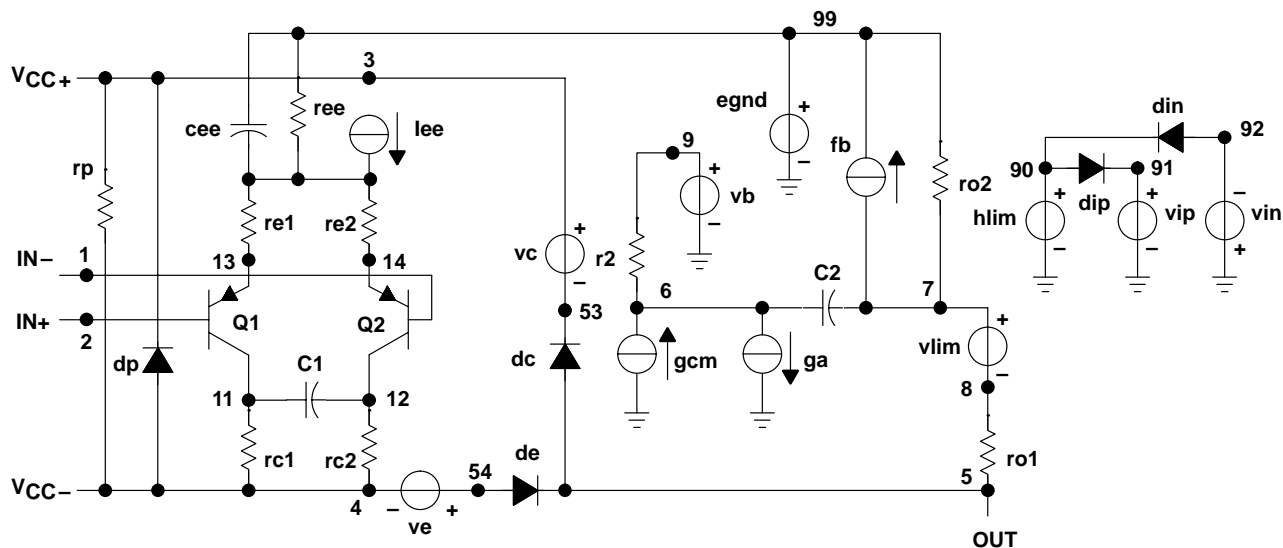 99
3
VCC+
ree
Iee
cee
egnd
+
−
din
92
9
+
vb
−
fb
90
91
rp
ro2
dip
+
hlim
−
+
vip
−
−
vin
+
re1
re2
1
IN−
13
14
vc
+
−
r2
C2
6
7
IN+
2
Q1
Q2
53
+
vlim
−
dp
dc
gcm
ga
C1
8
11
12
rc1
rc2
de
ro1
54
5
VCC−
4
−
ve
+
OUT